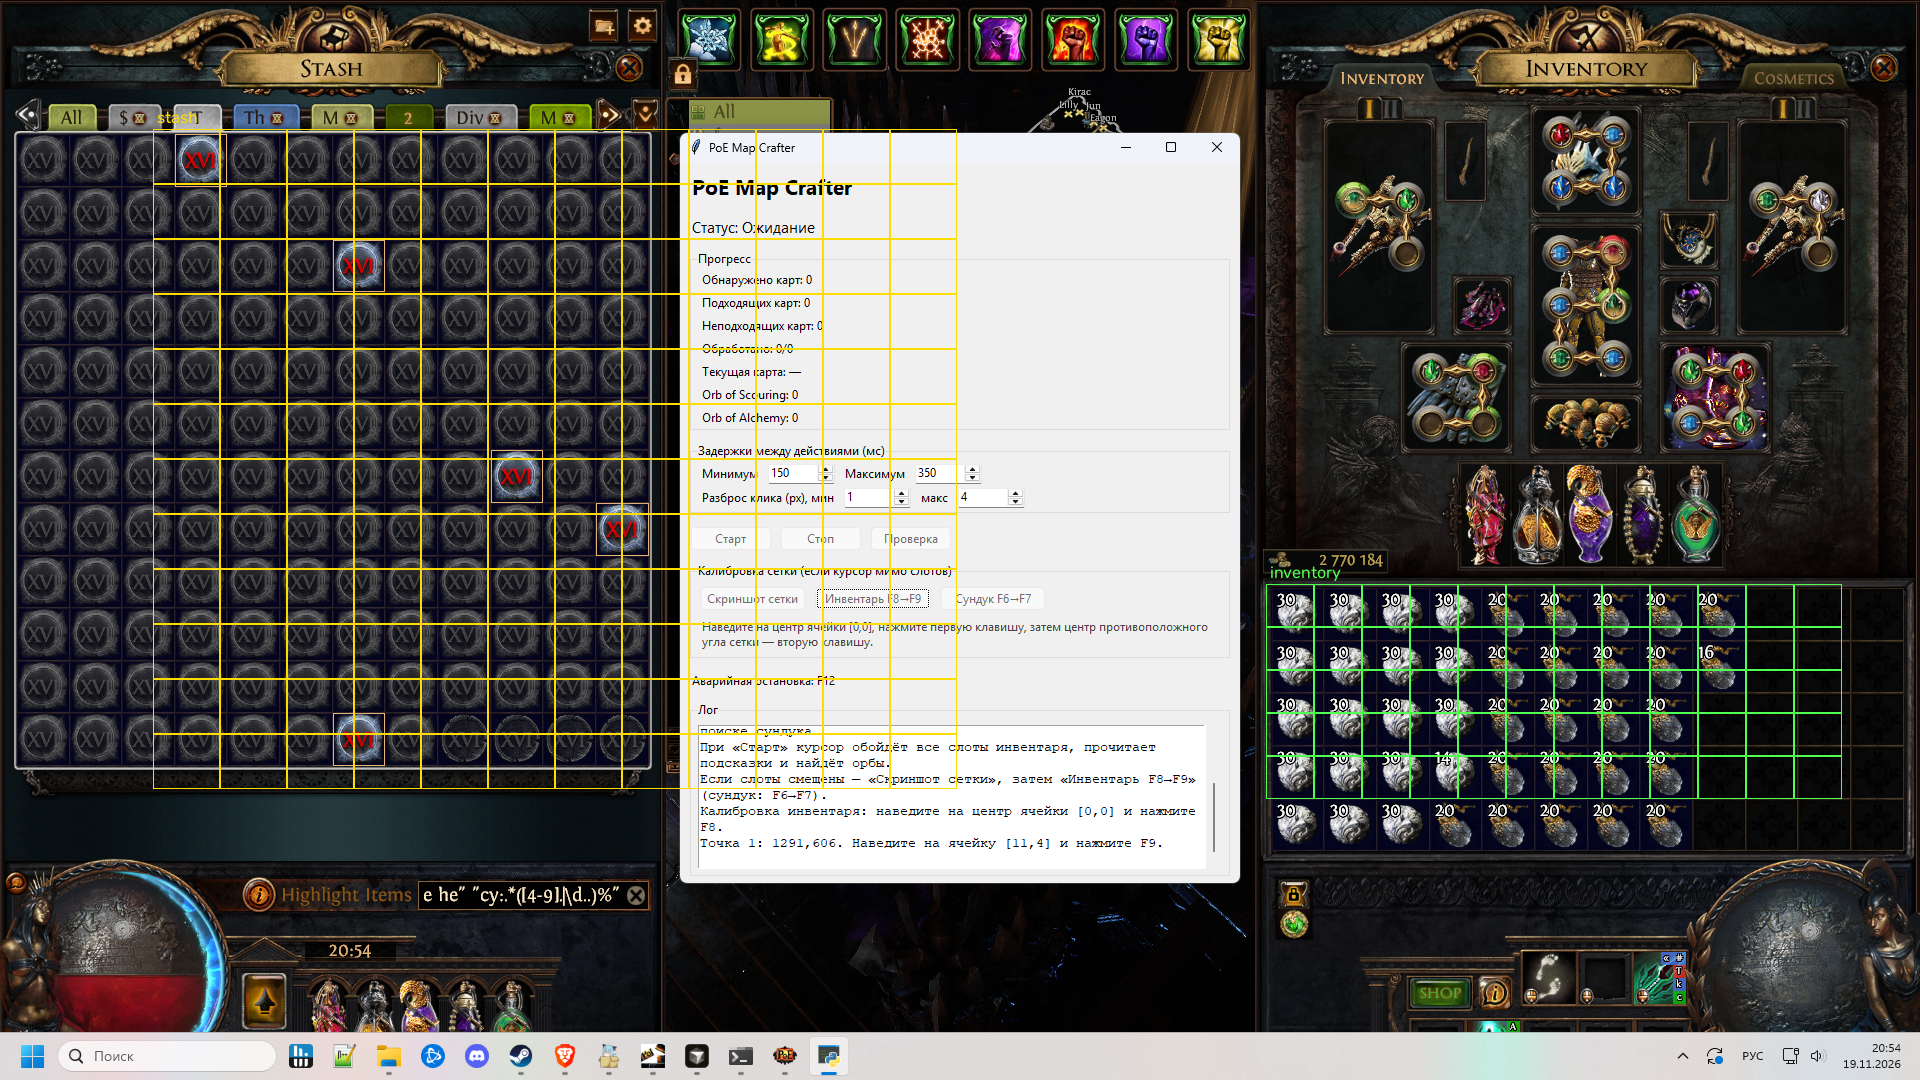 STASH
All
$
T
Th
M
2
Div
M
stash
XVI
XVI
XVI
XVI
XVI
Highlight Items
e he" "су:.*([4-9].|\d..)%"
20:54
All
Kirac
Lilly Jun
Eagon
PoE Map Crafter
PoE Map Crafter
Статус: Ожидание
Прогресс
Обнаружено карт: 0
Подходящих карт: 0
Неподходящих карт: 0
Обработано: 0/0
Текущая карта: —
Orb of Scouring: 0
Orb of Alchemy: 0
Задержки между действиями (мс)
Минимум 150 Максимум 350
Разброс клика (px), мин 1 макс 4
Старт Стоп Проверка
Калибровка сетки (если курсор мимо слотов)
Скриншот сетки Инвентарь F8→F9 Сундук F6→F7
Наведите на центр ячейки [0,0], нажмите первую клавишу, затем центр противоположного
угла сетки — вторую клавишу.
Аварийная остановка: F12
Лог
поиске сундука
При «Старт» курсор обойдёт все слоты инвентаря, прочитает
подсказки и найдёт орбы.
Если слоты смещены — «Скриншот сетки», затем «Инвентарь F8→F9»
(сундук: F6→F7).
Калибровка инвентаря: наведите на центр ячейки [0,0] и нажмите
F8.
Точка 1: 1291,606. Наведите на ячейку [11,4] и нажмите F9.
INVENTORY
INVENTORY
COSMETICS
I II
I II
2 770 184
inventory
30 30 30 30 20 20 20 20 20
30 30 30 30 20 20 20 20 16
30 30 30 30 20 20 20 20
30 30 30 14 20 20 20 20
30 30 30 20 20 20 20 20
SHOP
T
k
c
A
Поиск
РУС
20:54
19.11.2026